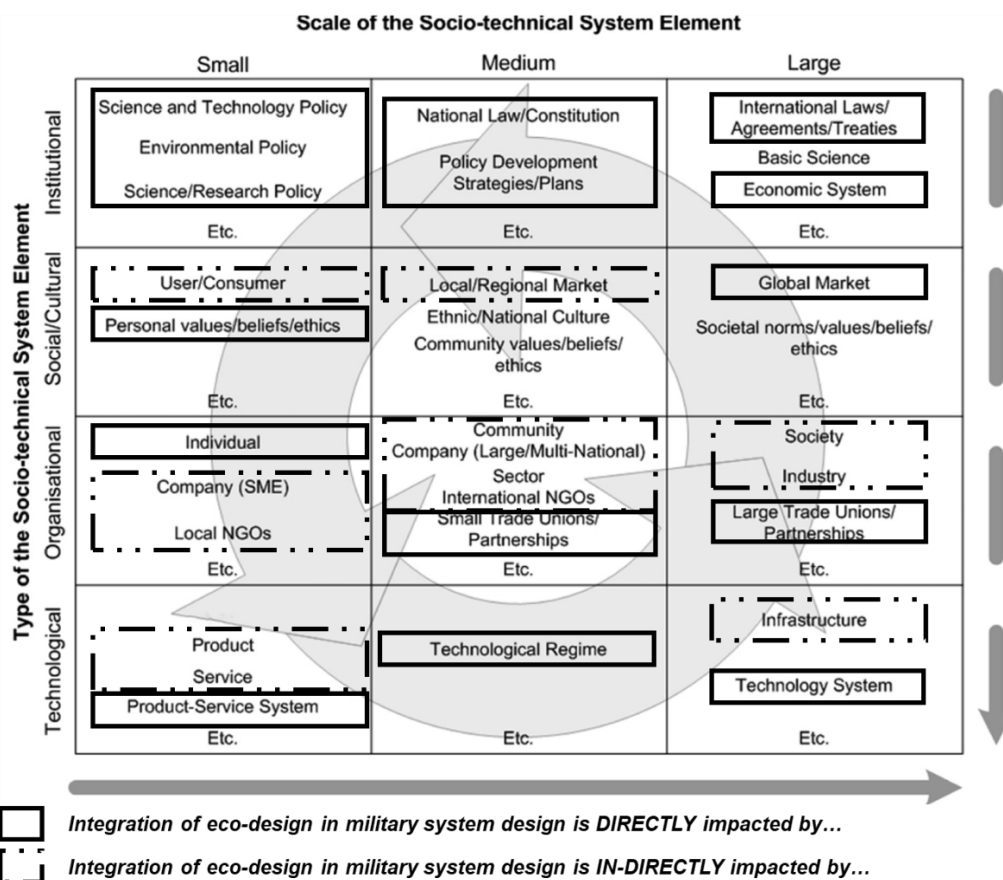 Scale of the Socio-technical System Element
Small
Medium
Large
Type of the Socio-technical System Element
Institutional
Science and Technology Policy
Environmental Policy
Science/Research Policy
Etc.
National Law/Constitution
Policy Development
Strategies/Plans
Etc.
International Laws/
Agreements/Treaties
Basic Science
Economic System
Etc.
Social/Cultural
User/Consumer
Personal values/beliefs/ethics
Etc.
Local/Regional Market
Ethnic/National Culture
Community values/beliefs/
ethics
Etc.
Global Market
Societal norms/values/beliefs/
ethics
Etc.
Organisational
Individual
Company (SME)
Local NGOs
Etc.
Community
Company (Large/Multi-National)
Sector
International NGOs
Small Trade Unions/
Partnerships
Etc.
Society
Industry
Large Trade Unions/
Partnerships
Etc.
Technological
Product
Service
Product-Service System
Etc.
Technological Regime
Etc.
Infrastructure
Technology System
Etc.
Integration of eco-design in military system design is DIRECTLY impacted by…
Integration of eco-design in military system design is IN-DIRECTLY impacted by…